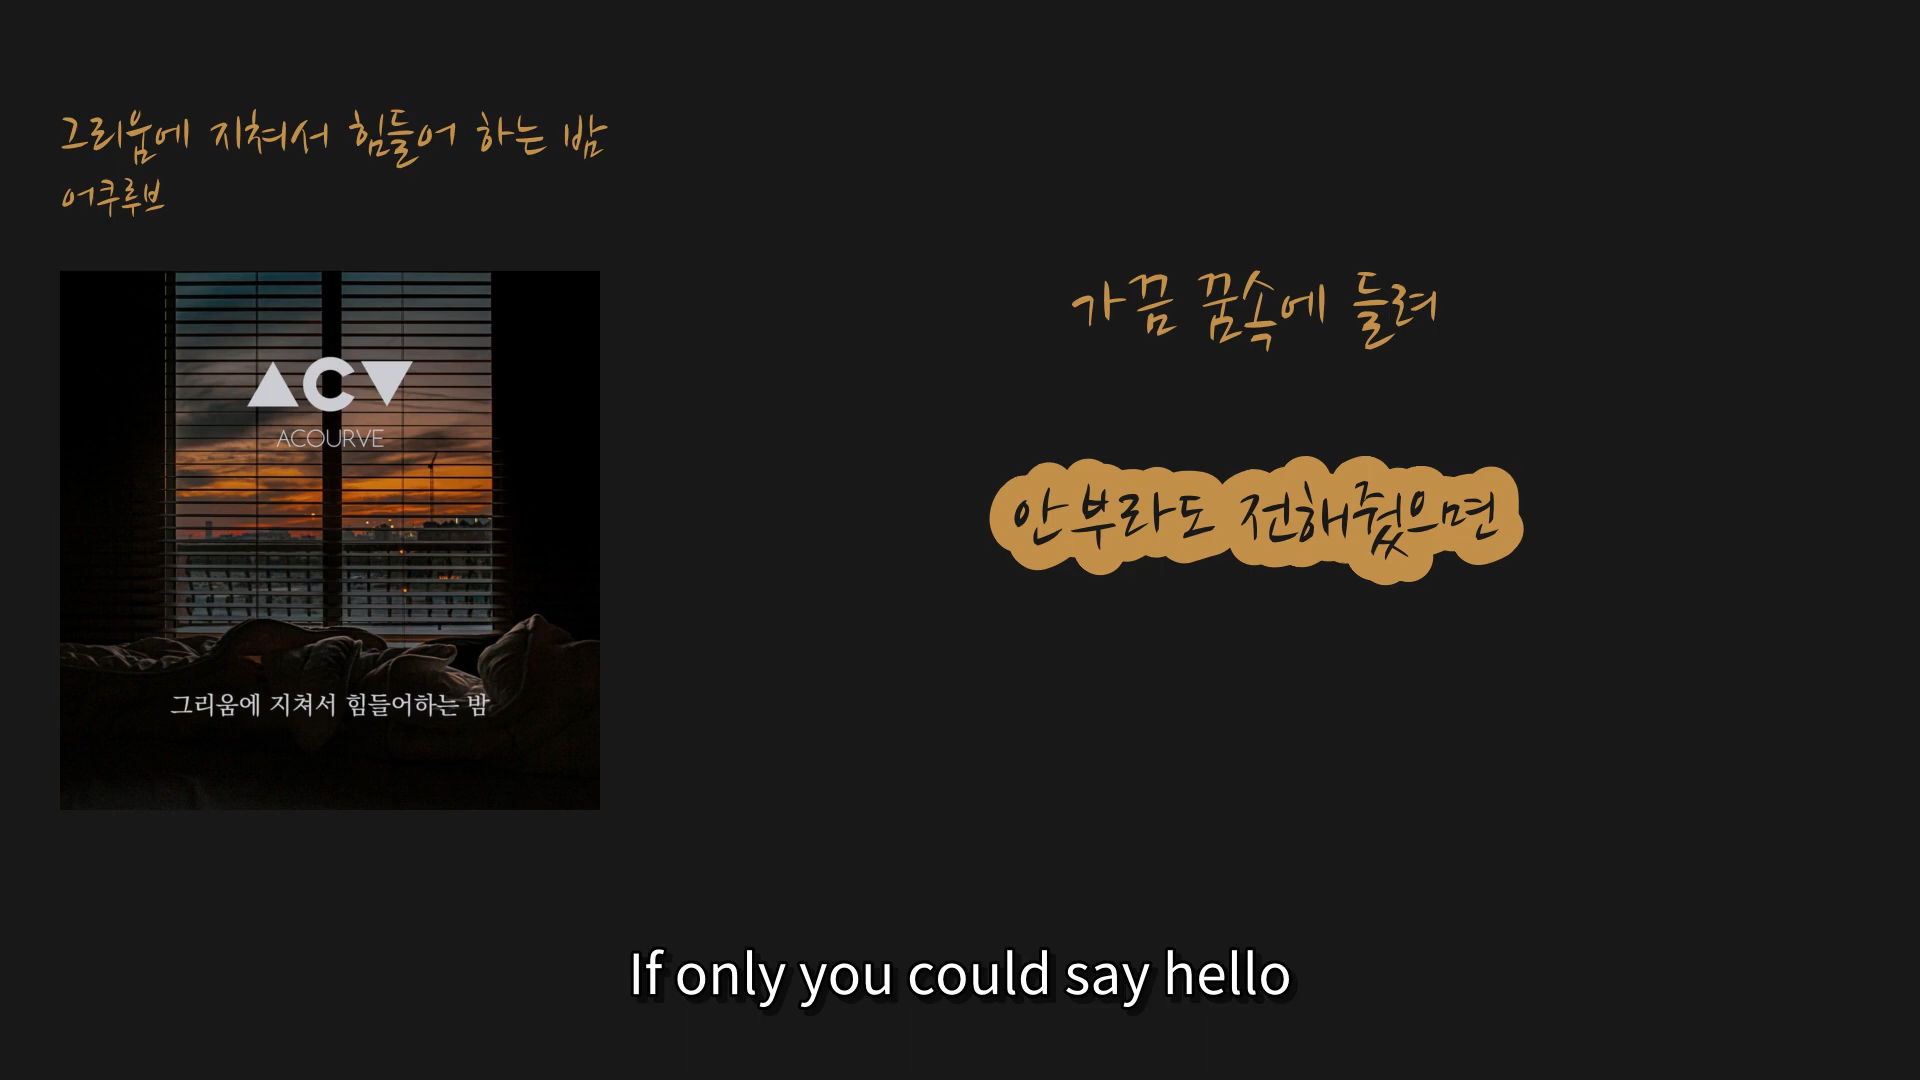 그리움에 지쳐서 힘들어 하는 밤
어쿠루브
ACV
ACOURVE
그리움에 지쳐서 힘들어하는 밤
가끔 꿈속에 들려
안부라도 전해줬으면
If only you could say hello